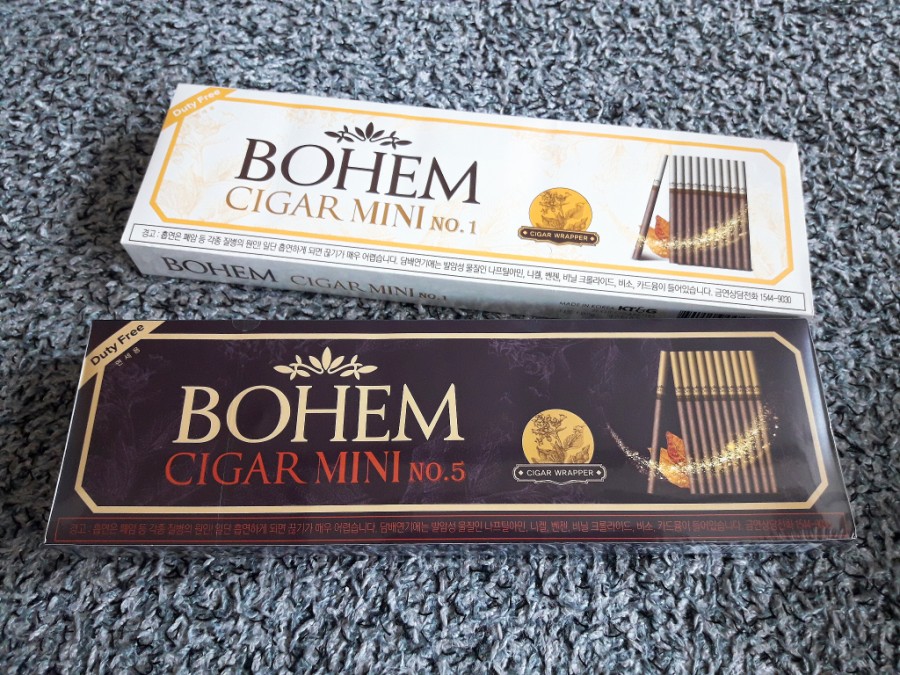 Duty Free
BOHEM
CIGAR MINI NO.1
CIGAR WRAPPER
경고 : 흡연은 폐암 등 각종 질병의 원인! 일단 흡연하게 되면 끊기가 매우 어렵습니다. 담배연기에는 발암성 물질인 나프틸아민, 니켈, 벤젠, 비닐 크롤라이드, 비소, 카드뮴이 들어있습니다. 금연상담전화 1544-9030
BOHEM CIGAR MINI NO.1
MADE IN KOREA KT&G
Duty Free
면세용
BOHEM
CIGAR MINI NO.5
CIGAR WRAPPER
경고 : 흡연은 폐암 등 각종 질병의 원인! 일단 흡연하게 되면 끊기가 매우 어렵습니다. 담배연기에는 발암성 물질인 나프틸아민, 니켈, 벤젠, 비닐 크롤라이드, 비소, 카드뮴이 들어있습니다. 금연상담전화